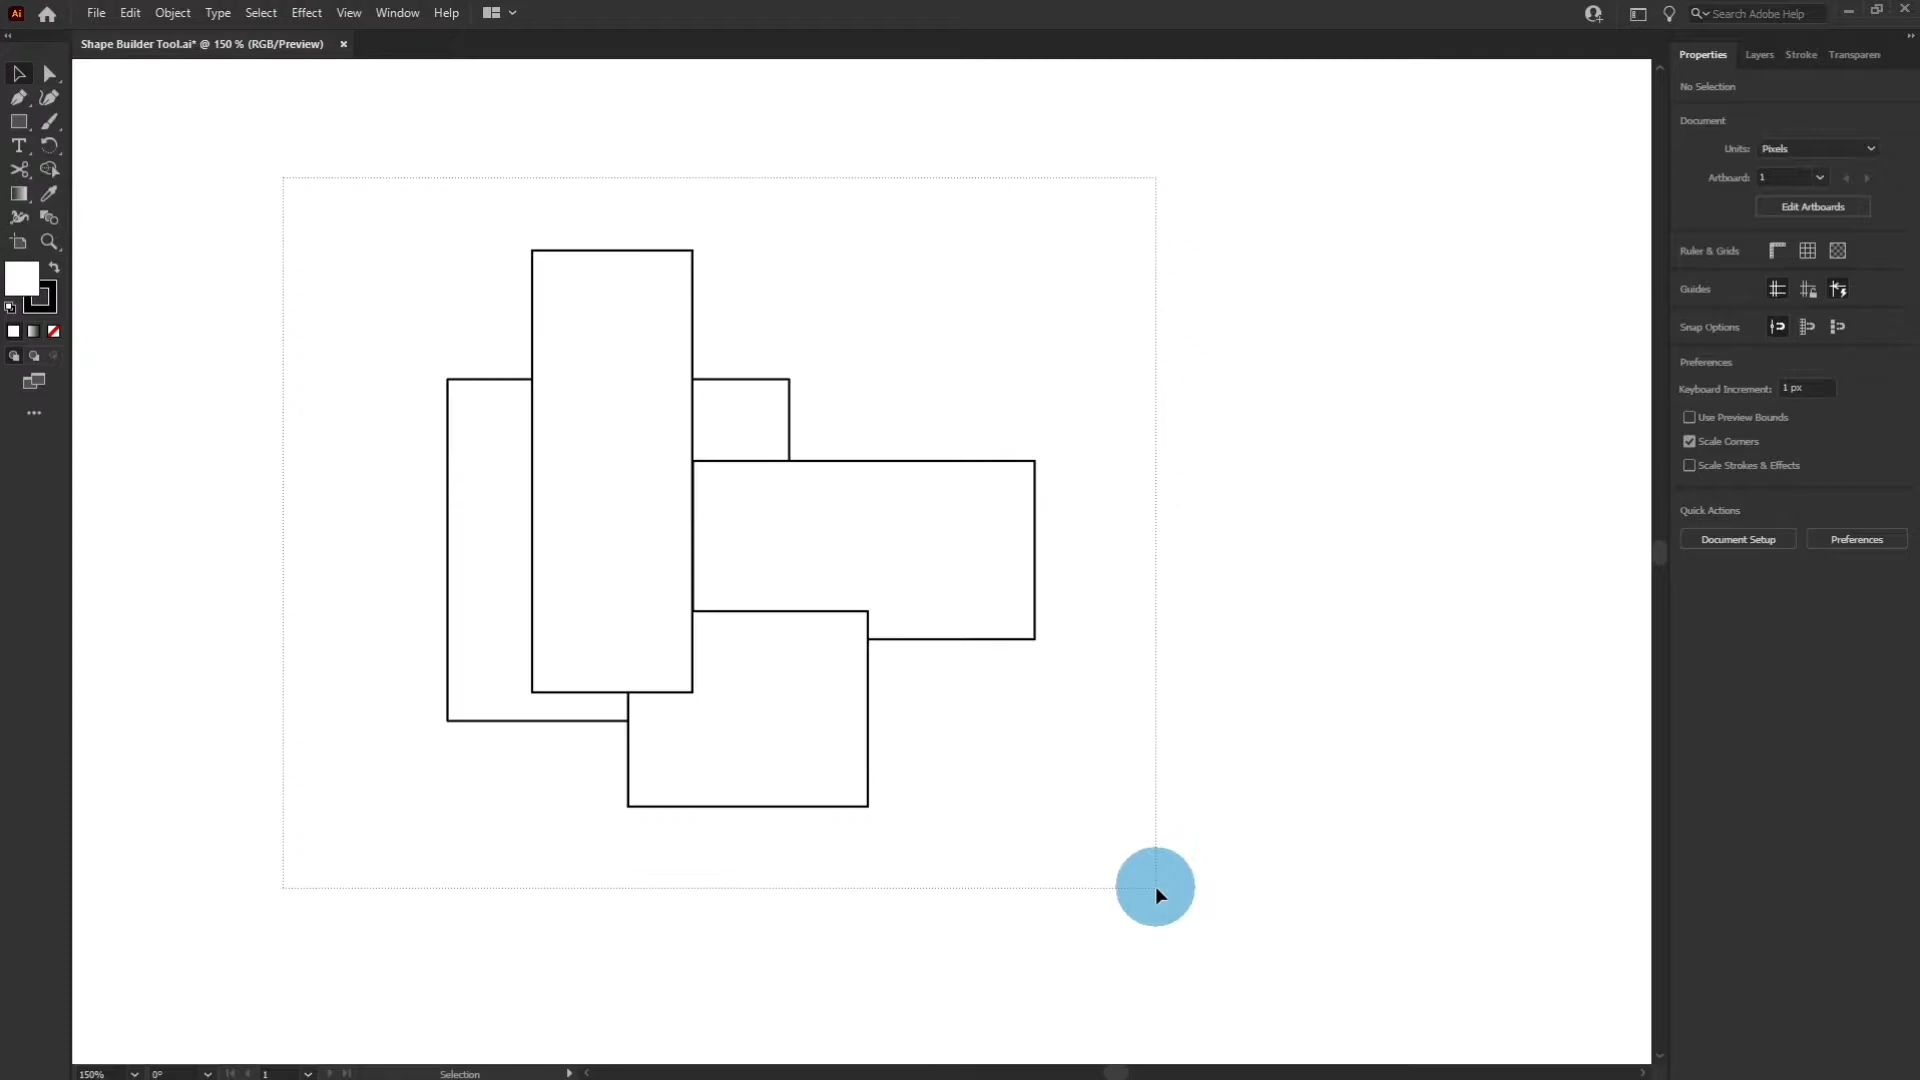 Ai File Edit Object Type Select Effect View Window Help Search Adobe Help
Shape Builder Tool.ai* @ 150 % (RGB/Preview) ×
Properties Layers Stroke Transparen
No Selection
Document
Units: Pixels
Artboard: 1
Edit Artboards
Ruler & Grids
Guides
Snap Options
Preferences
Keyboard Increment: 1 px
Use Preview Bounds
Scale Corners
Scale Strokes & Effects
Quick Actions
Document Setup Preferences
150% 0° 1 Selection